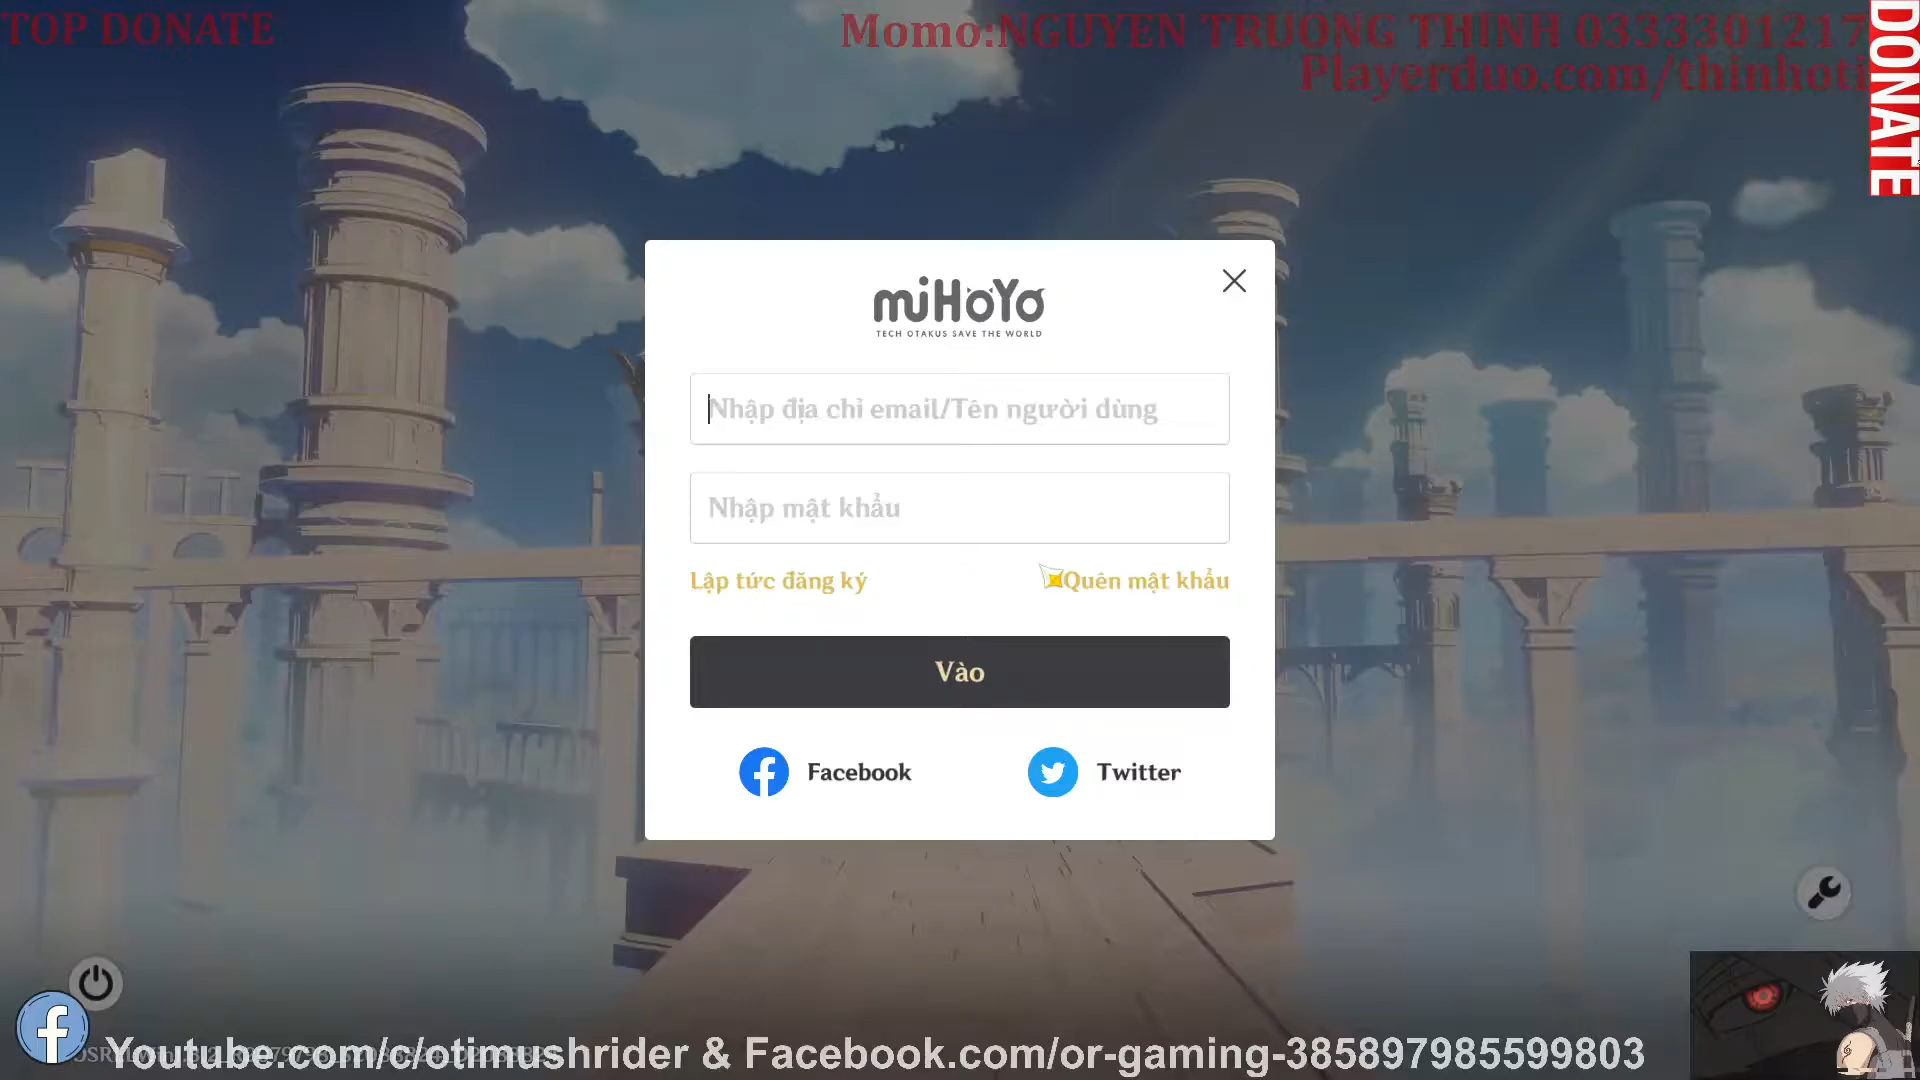 TOP DONATE
Momo:NGUYEN TRUONG THINH 0333301217
Playerduo.com/thinhoti
DONATE
miHoYo
TECH OTAKUS SAVE THE WORLD
Nhập địa chỉ email/Tên người dùng
Nhập mật khẩu
Lập tức đăng ký
Quên mật khẩu
Vào
Facebook
Twitter
Youtube.com/c/otimushrider & Facebook.com/or-gaming-385897985599803